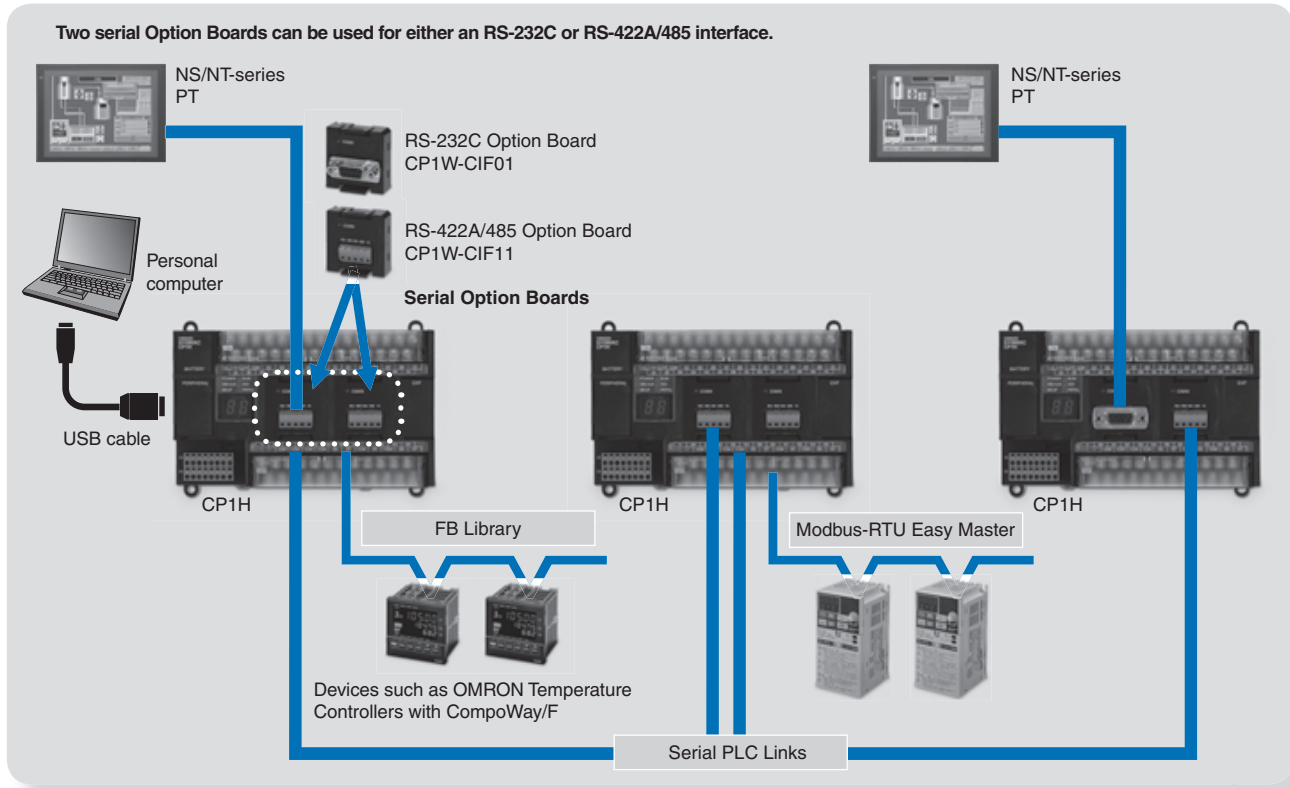 Two serial Option Boards can be used for either an RS-232C or RS-422A/485 interface.
NS/NT-series
PT
NS/NT-series
PT
RS-232C Option Board
CP1W-CIF01
RS-422A/485 Option Board
CP1W-CIF11
Personal
computer
Serial Option Boards
USB cable
CP1H
CP1H
CP1H
FB Library
Modbus-RTU Easy Master
Devices such as OMRON Temperature
Controllers with CompoWay/F
Serial PLC Links